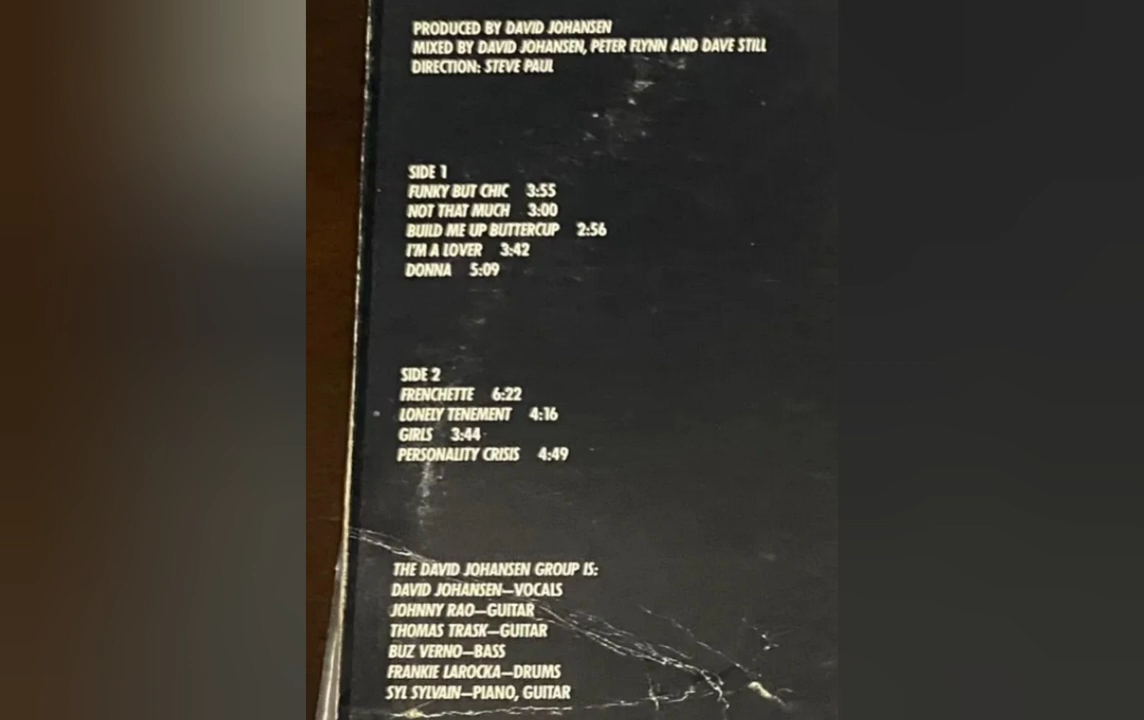 PRODUCED BY DAVID JOHANSEN
MIXED BY DAVID JOHANSEN, PETER FLYNN AND DAVE STILL
DIRECTION: STEVE PAUL
SIDE 1
FUNKY BUT CHIC 3:55
NOT THAT MUCH 3:00
BUILD ME UP BUTTERCUP 2:56
I'M A LOVER 3:42
DONNA 5:09
SIDE 2
FRENCHETTE 6:22
LONELY TENEMENT 4:16
GIRLS 3:44
PERSONALITY CRISIS 4:49
THE DAVID JOHANSEN GROUP IS:
DAVID JOHANSEN—VOCALS
JOHNNY RAO—GUITAR
THOMAS TRASK—GUITAR
BUZ VERNO—BASS
FRANKIE LAROCKA—DRUMS
SYL SYLVAIN—PIANO, GUITAR